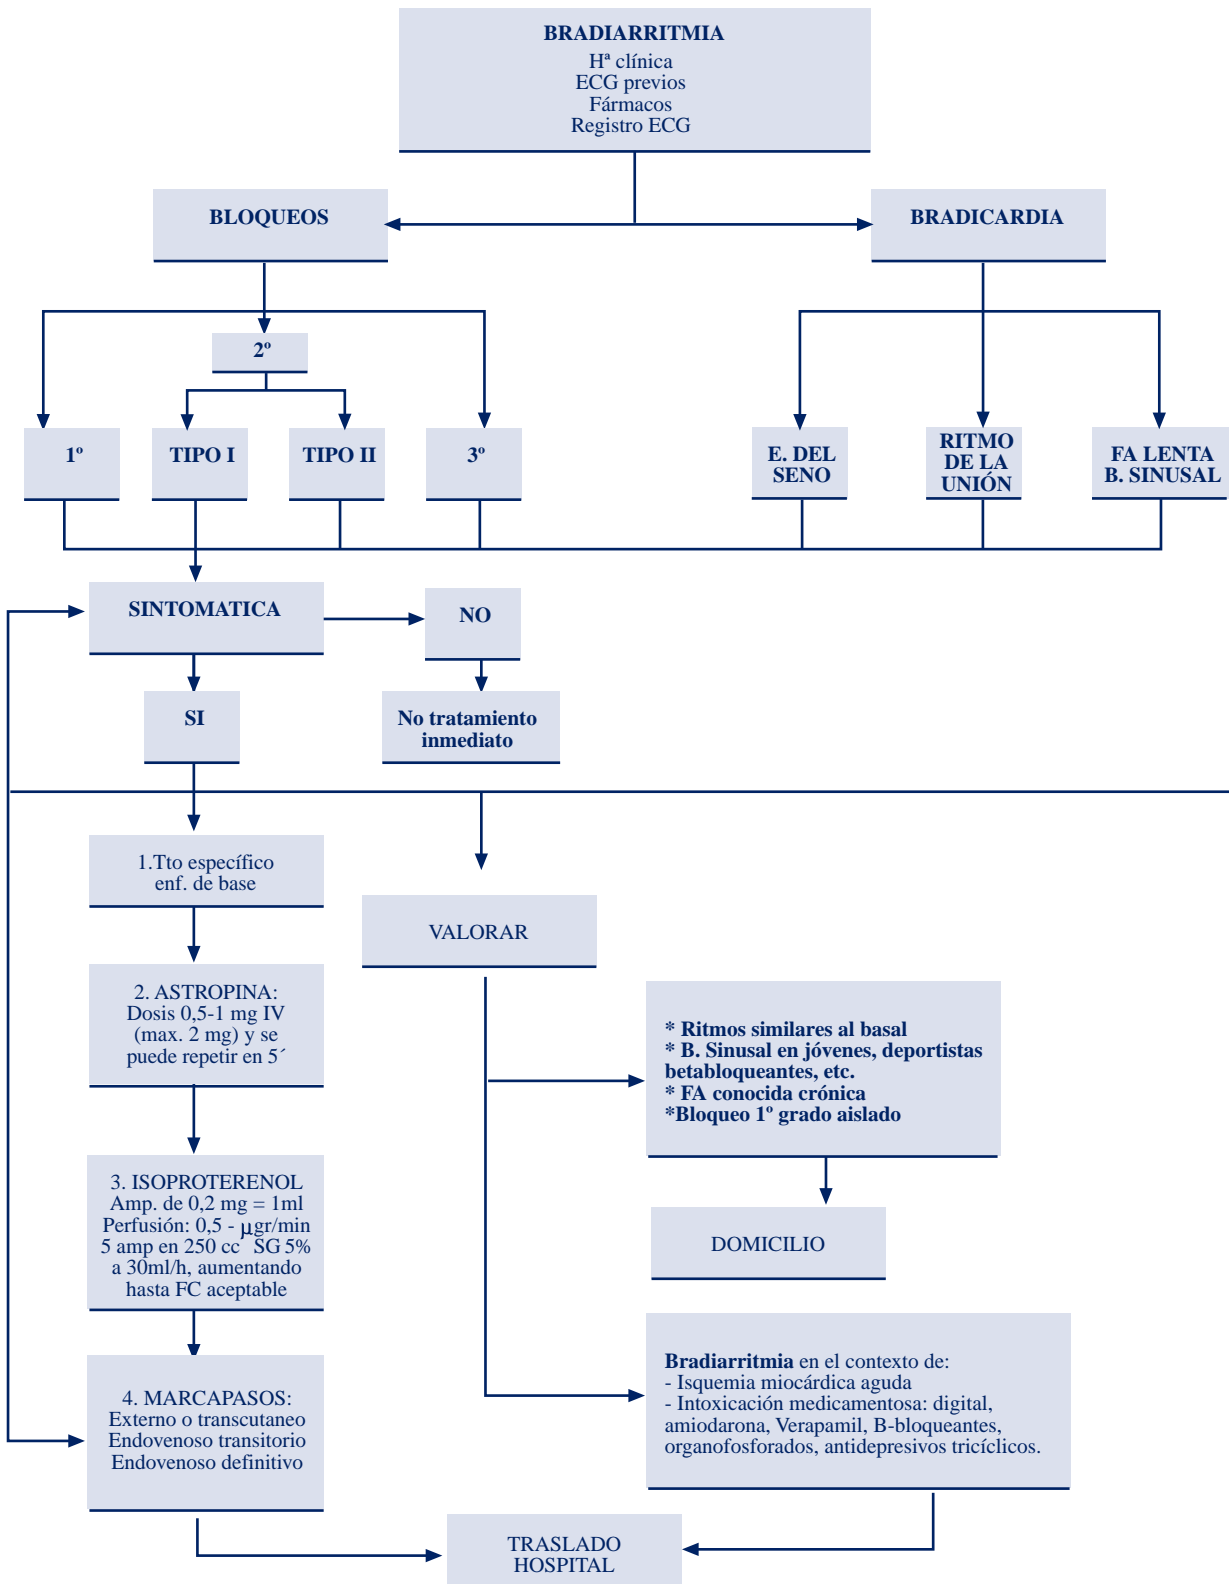 BRADIARRITMIA
Hª clínica
ECG previos
Fármacos
Registro ECG
BLOQUEOS
BRADICARDIA
2º
1º
TIPO I
TIPO II
3º
E. DEL
SENO
RITMO
DE LA
UNIÓN
FA LENTA
B. SINUSAL
SINTOMATICA
NO
SI
No tratamiento
inmediato
1.Tto específico
enf. de base
VALORAR
2. ASTROPINA:
Dosis 0,5-1 mg IV
(max. 2 mg) y se
puede repetir en 5´
* Ritmos similares al basal
* B. Sinusal en jóvenes, deportistas
betabloqueantes, etc.
* FA conocida crónica
*Bloqueo 1º grado aislado
3. ISOPROTERENOL
Amp. de 0,2 mg = 1ml
Perfusión: 0,5 - µgr/min
5 amp en 250 cc SG 5%
a 30ml/h, aumentando
hasta FC aceptable
DOMICILIO
Bradiarritmia en el contexto de:
- Isquemia miocárdica aguda
- Intoxicación medicamentosa: digital,
amiodarona, Verapamil, B-bloqueantes,
organofosforados, antidepresivos tricíclicos.
4. MARCAPASOS:
Externo o transcutaneo
Endovenoso transitorio
Endovenoso definitivo
TRASLADO
HOSPITAL